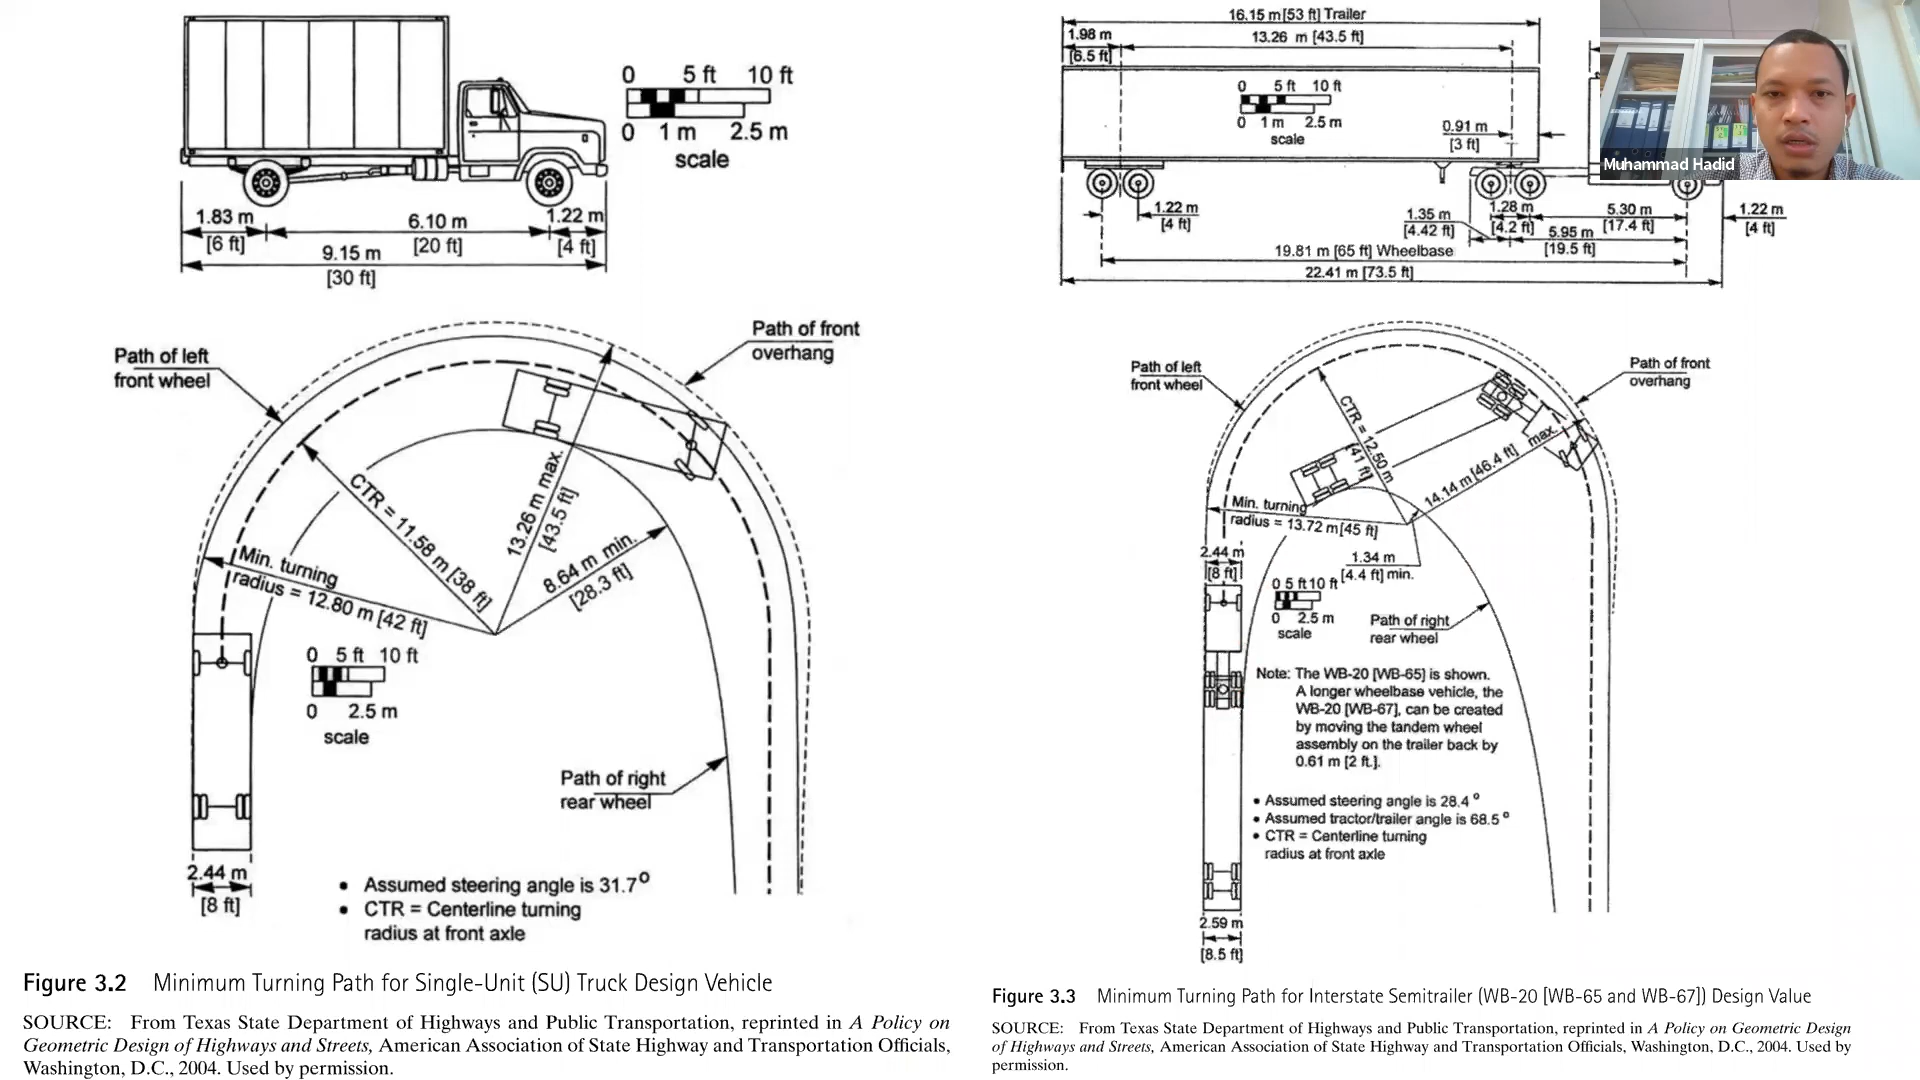 0 5 ft 10 ft
0 1 m 2.5 m
scale
1.83 m 6.10 m 1.22 m
[6 ft] [20 ft] [4 ft]
9.15 m
[30 ft]
Path of left
front wheel
Path of front
overhang
CTR = 11.58 m [38 ft]
13.26 m max.
[43.5 ft]
8.64 m min.
[28.3 ft]
Min. turning
radius = 12.80 m [42 ft]
0 5 ft 10 ft
0 2.5 m
scale
Path of right
rear wheel
2.44 m
[8 ft]
• Assumed steering angle is 31.7°
• CTR = Centerline turning
radius at front axle
Figure 3.2 Minimum Turning Path for Single-Unit (SU) Truck Design Vehicle
SOURCE: From Texas State Department of Highways and Public Transportation, reprinted in A Policy on
Geometric Design of Highways and Streets, American Association of State Highway and Transportation Officials,
Washington, D.C., 2004. Used by permission.
16.15 m [53 ft] Trailer
1.98 m 13.26 m [43.5 ft]
[6.5 ft]
0 5 ft 10 ft
0 1 m 2.5 m
scale
0.91 m
[3 ft]
1.22 m
[4 ft]
1.35 m
[4.42 ft]
1.28 m
[4.2 ft]
5.30 m
[17.4 ft]
5.95 m
[19.5 ft]
1.22 m
[4 ft]
19.81 m [65 ft] Wheelbase
22.41 m [73.5 ft]
Path of left
front wheel
Path of front
overhang
CTR = 12.50 m
[41 ft]
14.14 m [46.4 ft] max.
Min. turning
radius = 13.72 m [45 ft]
1.34 m
[4.4 ft] min.
2.44 m
[8 ft]
0 5 ft 10 ft
0 2.5 m
scale
Path of right
rear wheel
Note: The WB-20 [WB-65] is shown.
A longer wheelbase vehicle, the
WB-20 [WB-67], can be created
by moving the tandem wheel
assembly on the trailer back by
0.61 m [2 ft.].
• Assumed steering angle is 28.4°
• Assumed tractor/trailer angle is 68.5°
• CTR = Centerline turning
radius at front axle
2.59 m
[8.5 ft]
Figure 3.3 Minimum Turning Path for Interstate Semitrailer (WB-20 [WB-65 and WB-67]) Design Value
SOURCE: From Texas State Department of Highways and Public Transportation, reprinted in A Policy on Geometric Design
of Highways and Streets, American Association of State Highway and Transportation Officials, Washington, D.C., 2004. Used by
permission.
Muhammad Hadid